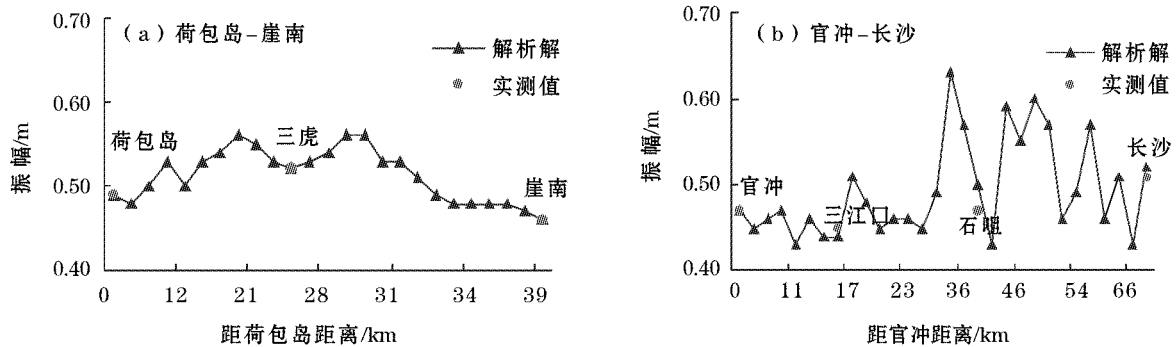 0.70
(a) 荷包岛–崖南
解析解
实测值
0.60
荷包岛
三虎
振幅/m
0.50
崖南
0.40
0 12 21 28 31 34 39
距荷包岛距离/km
0.70
(b) 官冲–长沙
解析解
实测值
0.60
长沙
振幅/m
0.50
官冲
三江口
石咀
0.40
0 11 17 23 36 46 54 66
距官冲距离/km